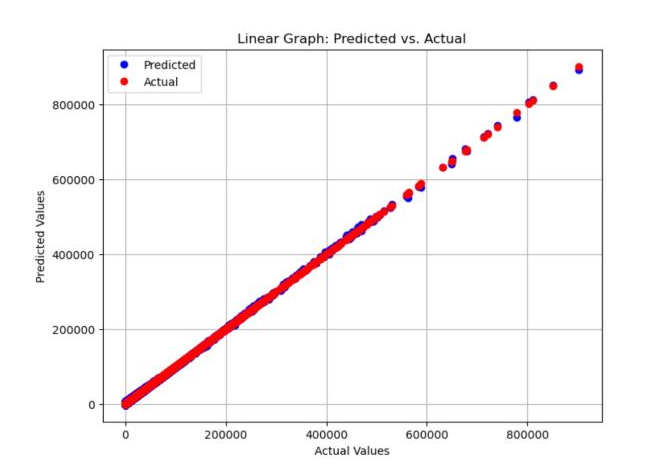 Linear Graph: Predicted vs. Actual
Predicted
Actual
800000
600000
400000
200000
0
Predicted Values
0 200000 400000 600000 800000
Actual Values